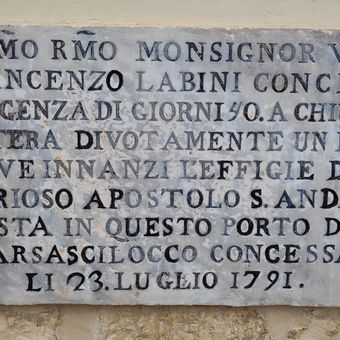 MO RMO MONSIGNOR V
NCENZO LABINI CONC
GENZA DI GIORNI 40. A CHI
TERA DIVOTAMENTE UN
VE INNANZI L'EFFIGIE D
RIOSO APOSTOLO S. AND
STA IN QUESTO PORTO D
ARSASCILOCCO CONCESSA
LI 23. LUGLIO 1791.